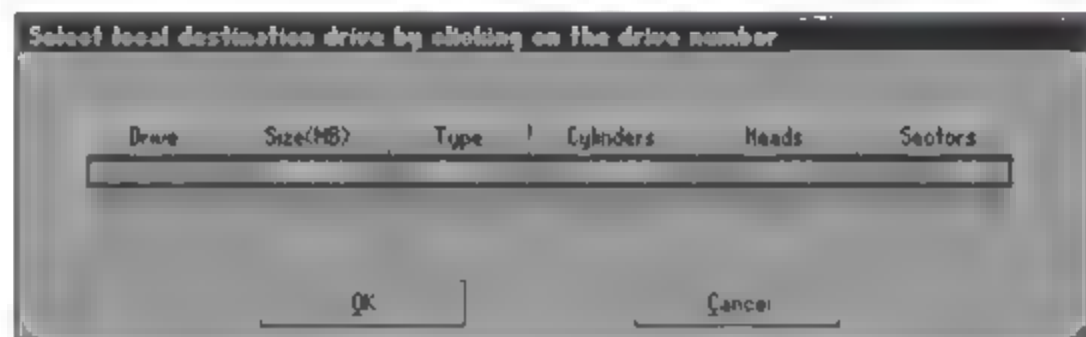 Select local destination drive by clicking on the drive number
Drive Size(MB) Type Cylinders Heads Sectors
OK Cancel